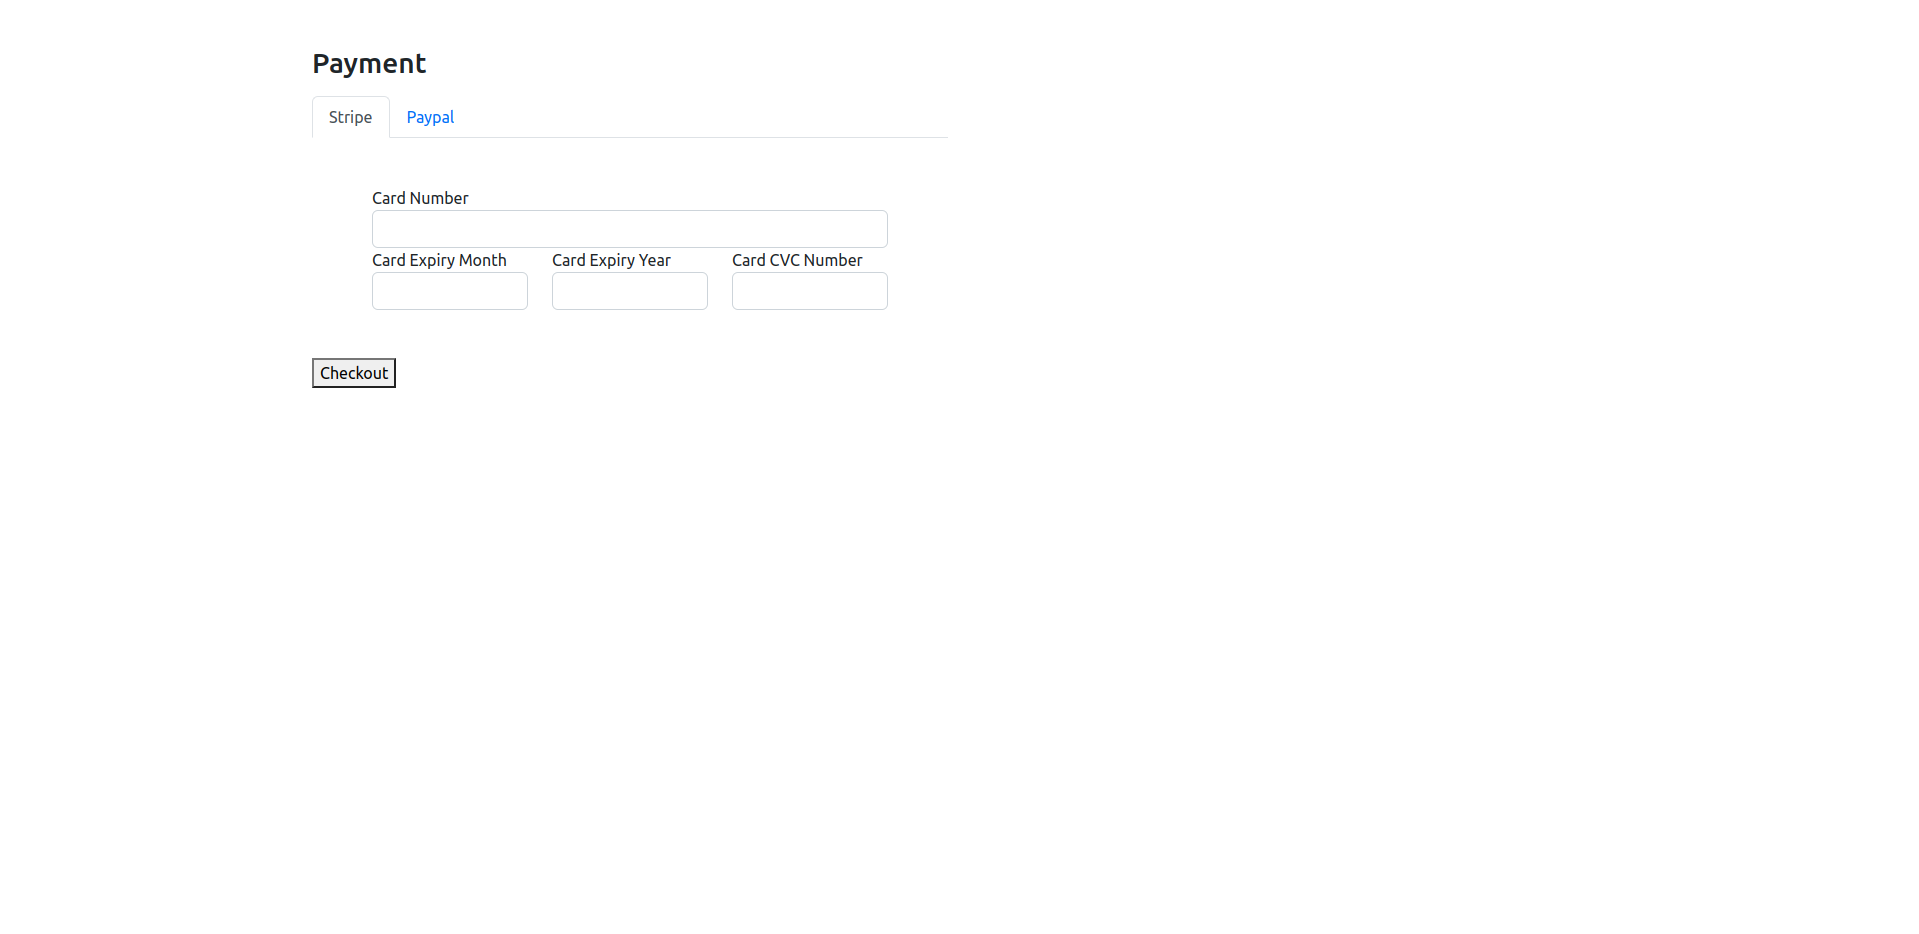 Payment
Stripe Paypal
Card Number
Card Expiry Month Card Expiry Year Card CVC Number
Checkout